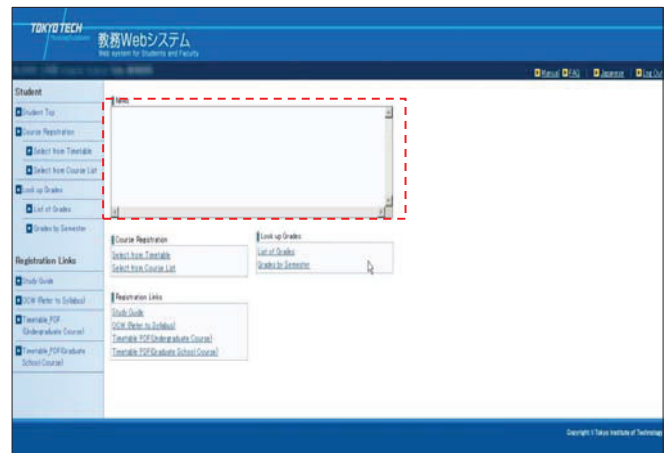 TOKYO TECH
教務Webシステム
Web system for Students and Faculty
Manual FAQ | Japanese | Log Out
Student
Student Top
Course Registration
Select from Timetable
Select from Course List
Look up Grades
List of Grades
Grades by Semester
Registration Links
Study Guide
OCW (Refer to Syllabus)
Timetable_PDF
(Undergraduate Course)
Timetable_PDF(Graduate
School Course)
News
Course Registration
Select from Timetable
Select from Course List
Look up Grades
List of Grades
Grades by Semester
Registration Links
Study Guide
OCW (Refer to Syllabus)
Timetable PDF(Undergraduate Course)
Timetable PDF(Graduate School Course)
Copyright © Tokyo Institute of Technology